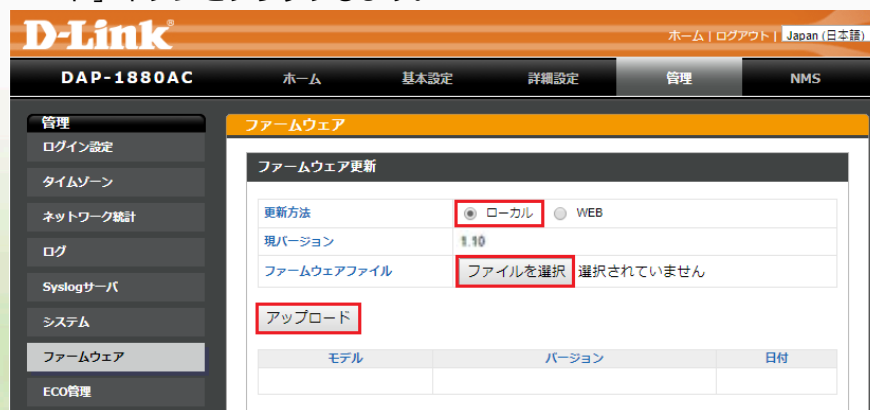 D-Link
ホーム | ログアウト | Japan (日本語)
DAP-1880AC ホーム 基本設定 詳細設定 管理 NMS
管理
ログイン設定
タイムゾーン
ネットワーク統計
ログ
Syslogサーバ
システム
ファームウェア
ECO管理
ファームウェア
ファームウェア更新
更新方法 ローカル WEB
現バージョン 1.10
ファームウェアファイル ファイルを選択 選択されていません
アップロード
モデル バージョン 日付